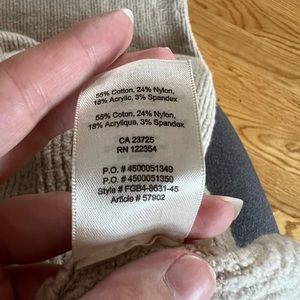 55% Cotton, 24% Nylon,
18% Acrylic, 3% Spandex
55% Coton, 24% Nylon,
18% Acrylique, 3% Spandex
CA 23725
RN 122354
P.O. # 4500051349
P.O. # 4500051350
Style # FGB4-8631-45
Article # 57902